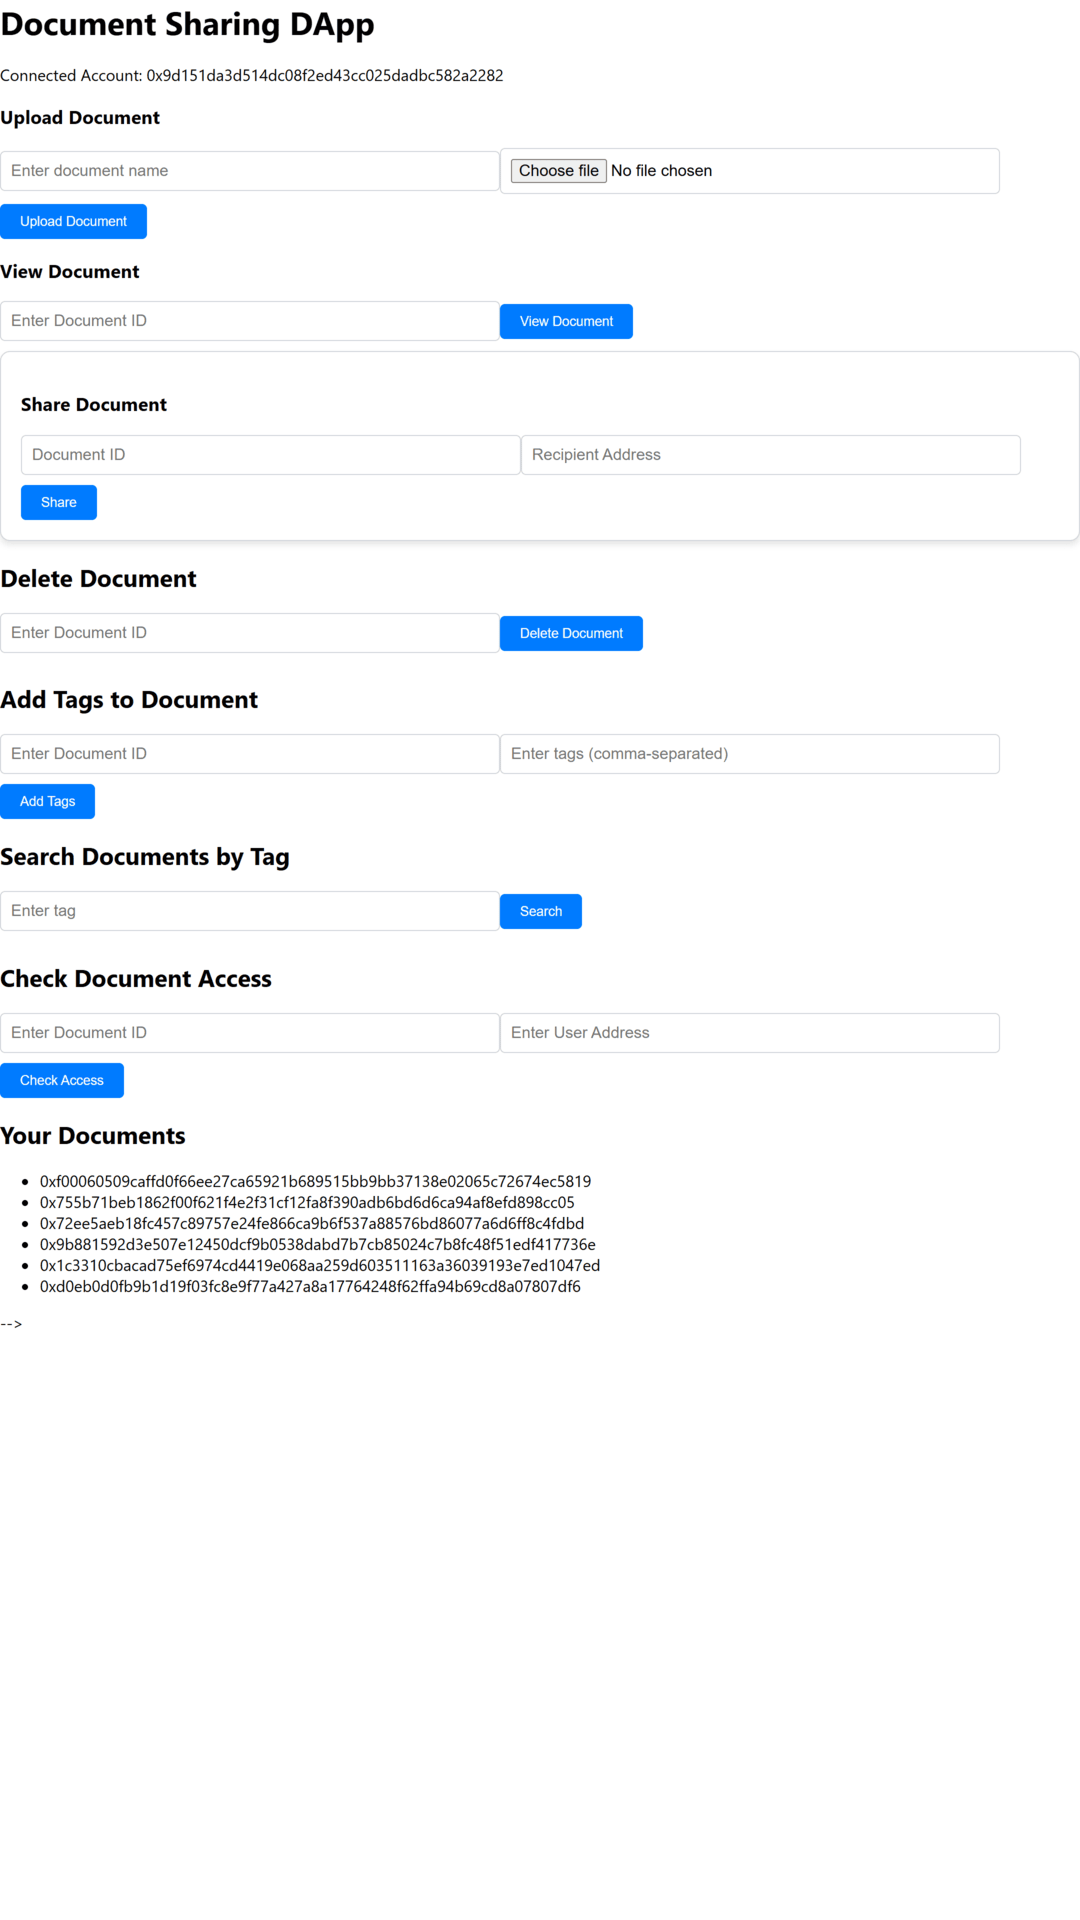 Document Sharing DApp
Connected Account: 0x9d151da3d514dc08f2ed43cc025dadbc582a2282
Upload Document
Enter document name
Choose file No file chosen
Upload Document
View Document
Enter Document ID
View Document
Share Document
Document ID
Recipient Address
Share
Delete Document
Enter Document ID
Delete Document
Add Tags to Document
Enter Document ID
Enter tags (comma-separated)
Add Tags
Search Documents by Tag
Enter tag
Search
Check Document Access
Enter Document ID
Enter User Address
Check Access
Your Documents
0xf00060509caffd0f66ee27ca65921b689515bb9bb37138e02065c72674ec5819
0x755b71beb1862f00f621f4e2f31cf12fa8f390adb6bd6d6ca94af8efd898cc05
0x72ee5aeb18fc457c89757e24fe866ca9b6f537a88576bd86077a6d6ff8c4fdbd
0x9b881592d3e507e12450dcf9b0538dabd7b7cb85024c7b8fc48f51edf417736e
0x1c3310cbacad75ef6974cd4419e068aa259d603511163a36039193e7ed1047ed
0xd0eb0d0fb9b1d19f03fc8e9f77a427a8a17764248f62ffa94b69cd8a07807df6
-->